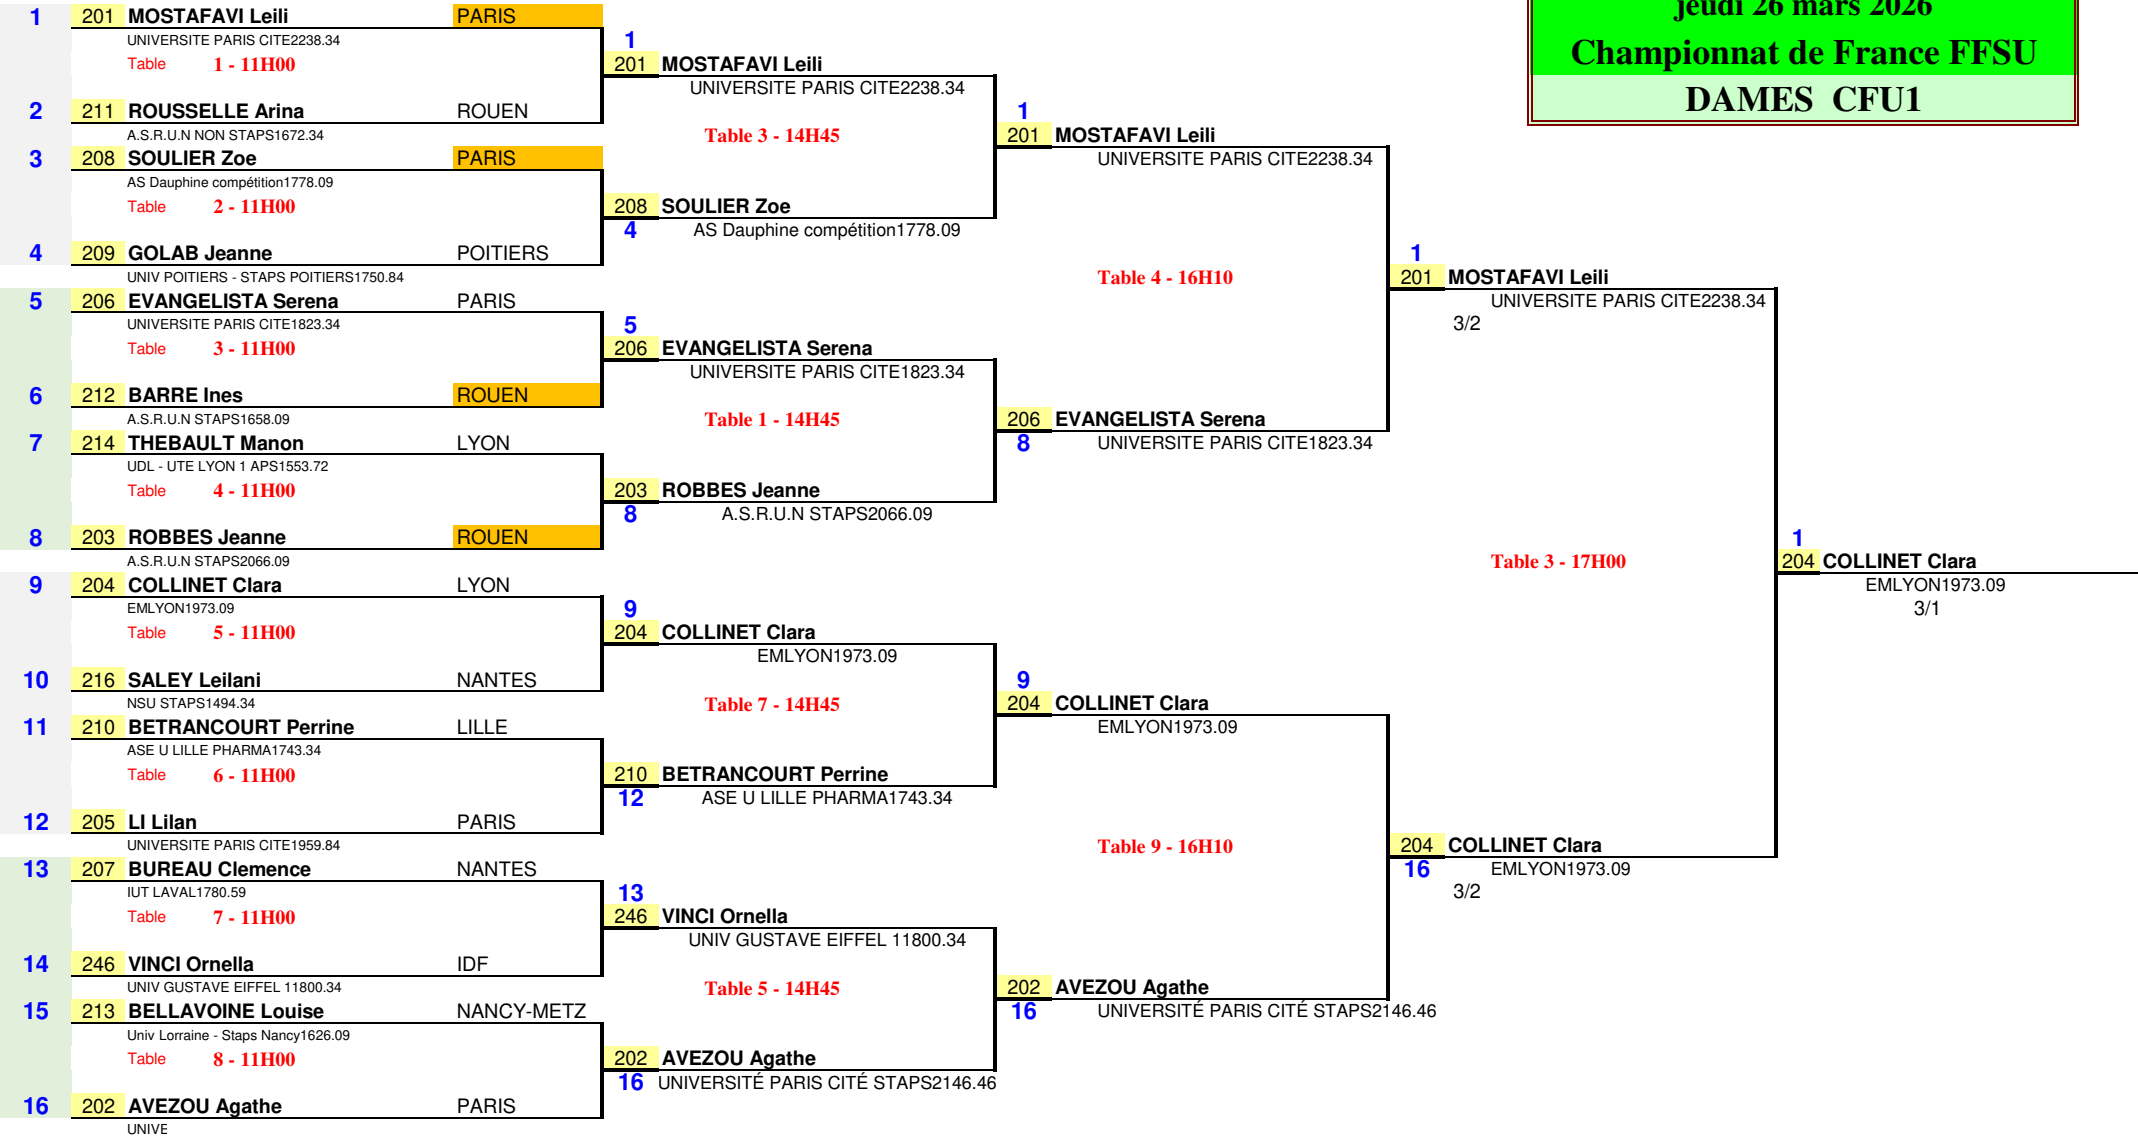 jeudi 26 mars 2026
Championnat de France FFSU
DAMES CFU1
1 201 MOSTAFAVI Leili PARIS
UNIVERSITE PARIS CITE2238.34
Table 1 - 11H00
2 211 ROUSSELLE Arina ROUEN
A.S.R.U.N NON STAPS1672.34
3 208 SOULIER Zoe PARIS
AS Dauphine compétition1778.09
Table 2 - 11H00
4 209 GOLAB Jeanne POITIERS
UNIV POITIERS - STAPS POITIERS1750.84
5 206 EVANGELISTA Serena PARIS
UNIVERSITE PARIS CITE1823.34
Table 3 - 11H00
6 212 BARRE Ines ROUEN
A.S.R.U.N STAPS1658.09
7 214 THEBAULT Manon LYON
UDL - UTE LYON 1 APS1553.72
Table 4 - 11H00
8 203 ROBBES Jeanne ROUEN
A.S.R.U.N STAPS2066.09
9 204 COLLINET Clara LYON
EMLYON1973.09
Table 5 - 11H00
10 216 SALEY Leilani NANTES
NSU STAPS1494.34
11 210 BETRANCOURT Perrine LILLE
ASE U LILLE PHARMA1743.34
Table 6 - 11H00
12 205 LI Lilan PARIS
UNIVERSITE PARIS CITE1959.84
13 207 BUREAU Clemence NANTES
IUT LAVAL1780.59
Table 7 - 11H00
14 246 VINCI Ornella IDF
UNIV GUSTAVE EIFFEL 11800.34
15 213 BELLAVOINE Louise NANCY-METZ
Univ Lorraine - Staps Nancy1626.09
Table 8 - 11H00
16 202 AVEZOU Agathe PARIS
UNIVE
1
201 MOSTAFAVI Leili
UNIVERSITE PARIS CITE2238.34
Table 3 - 14H45
208 SOULIER Zoe
4 AS Dauphine compétition1778.09
5
206 EVANGELISTA Serena
UNIVERSITE PARIS CITE1823.34
Table 1 - 14H45
203 ROBBES Jeanne
8 A.S.R.U.N STAPS2066.09
9
204 COLLINET Clara
EMLYON1973.09
Table 7 - 14H45
210 BETRANCOURT Perrine
12 ASE U LILLE PHARMA1743.34
13
246 VINCI Ornella
UNIV GUSTAVE EIFFEL 11800.34
Table 5 - 14H45
202 AVEZOU Agathe
16 UNIVERSITÉ PARIS CITÉ STAPS2146.46
1
201 MOSTAFAVI Leili
UNIVERSITE PARIS CITE2238.34
Table 4 - 16H10
206 EVANGELISTA Serena
8 UNIVERSITE PARIS CITE1823.34
9
204 COLLINET Clara
EMLYON1973.09
Table 9 - 16H10
202 AVEZOU Agathe
16 UNIVERSITÉ PARIS CITÉ STAPS2146.46
1
201 MOSTAFAVI Leili
UNIVERSITE PARIS CITE2238.34
3/2
Table 3 - 17H00
204 COLLINET Clara
16 EMLYON1973.09
3/2
1
204 COLLINET Clara
EMLYON1973.09
3/1